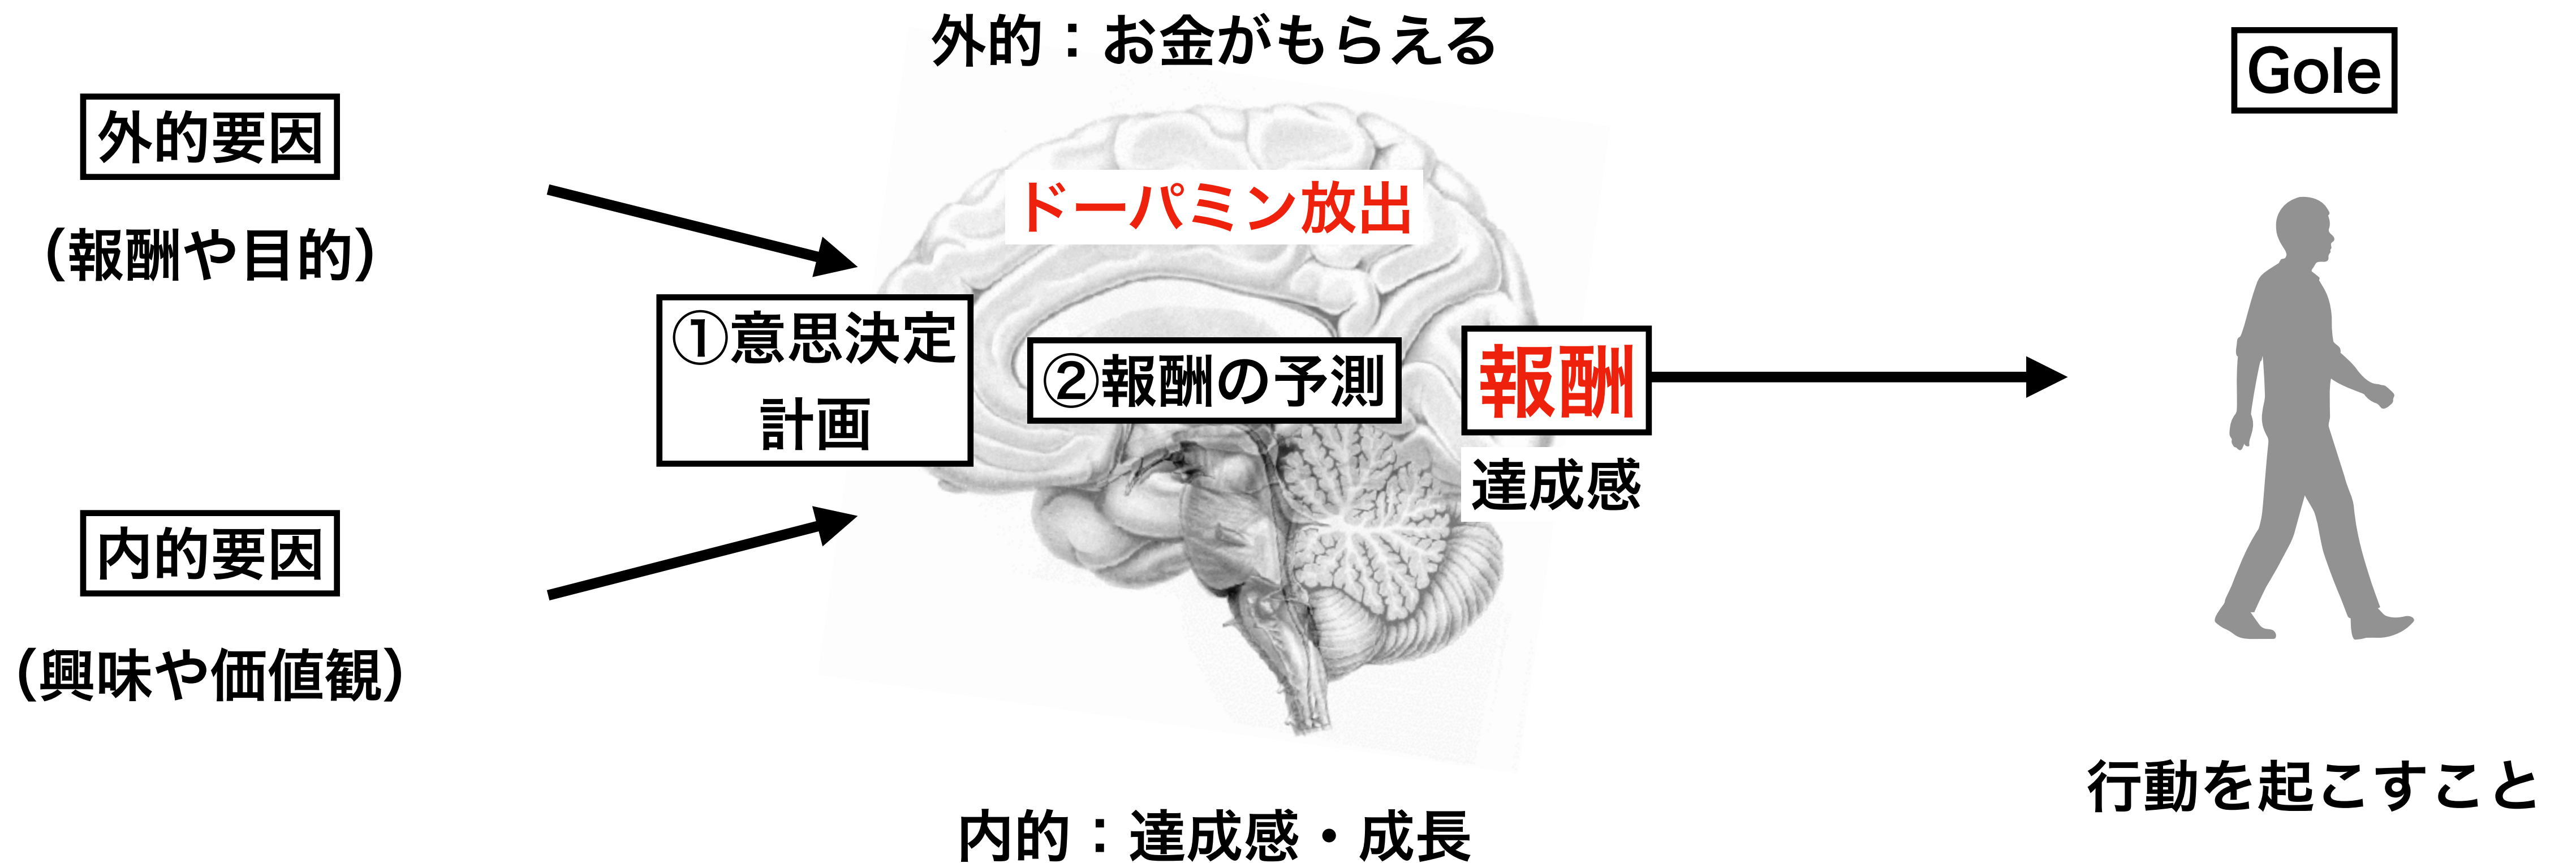 外的要因
（報酬や目的）
内的要因
（興味や価値観）
外的：お金がもらえる
ドーパミン放出
①意思決定
計画
②報酬の予測
報酬
達成感
内的：達成感・成長
Gole
行動を起こすこと